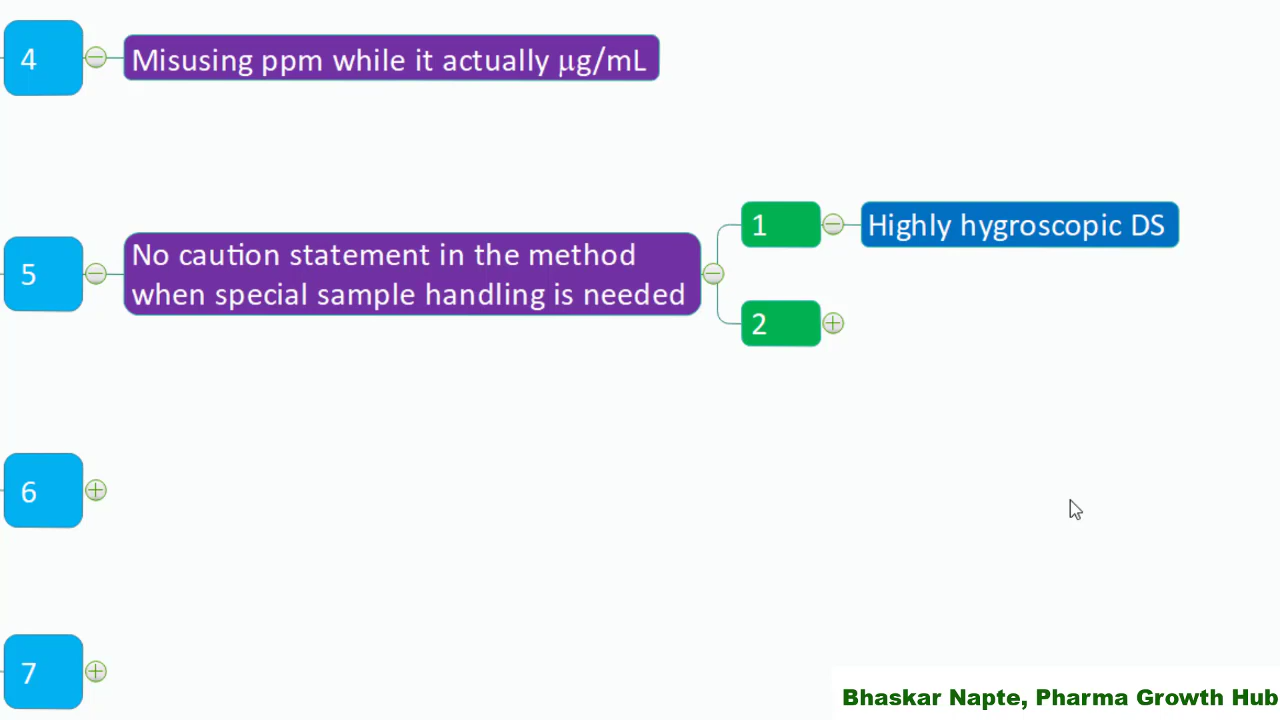 4
Misusing ppm while it actually µg/mL
5
No caution statement in the method
when special sample handling is needed
1
Highly hygroscopic DS
2
6
7
Bhaskar Napte, Pharma Growth Hub